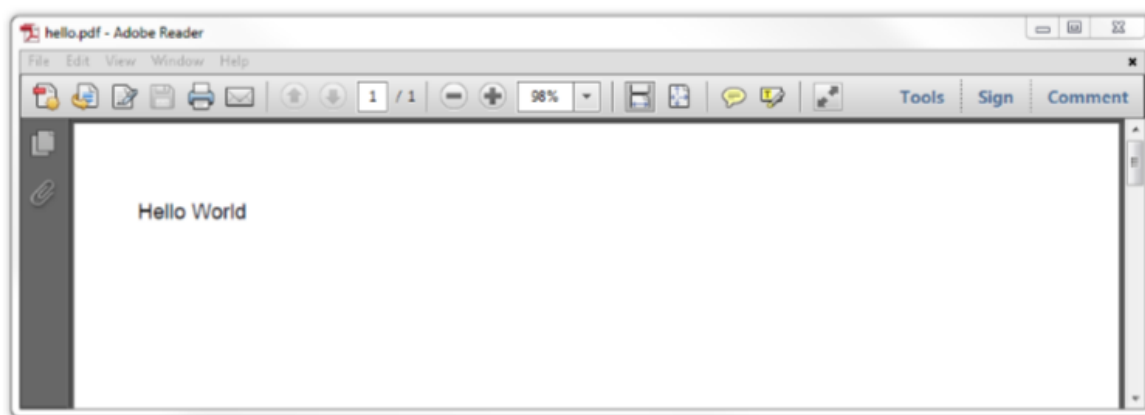 hello.pdf - Adobe Reader
File Edit View Window Help
1 / 1 98% Tools Sign Comment
Hello World